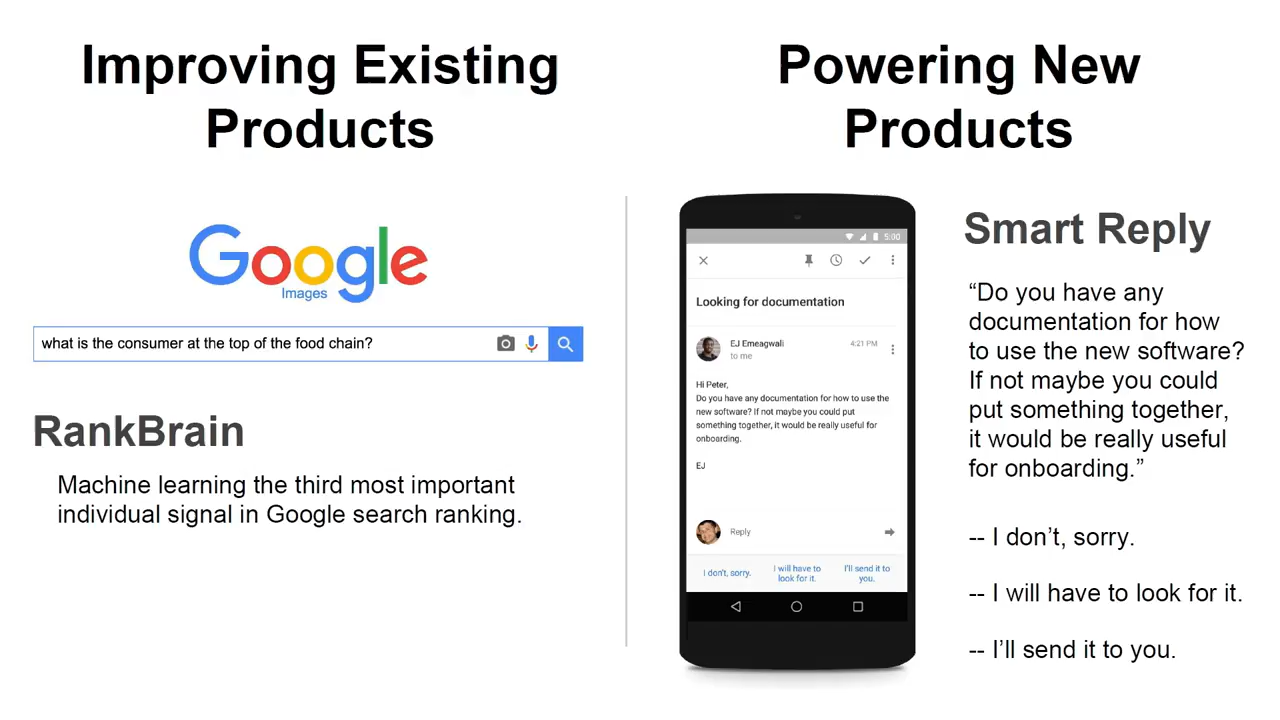 Improving Existing
Products
Google
Images
what is the consumer at the top of the food chain?
RankBrain
Machine learning the third most important
individual signal in Google search ranking.
Powering New
Products
5:00
Looking for documentation
EJ Emeagwali
4:21 PM
to me
Hi Peter,
Do you have any documentation for how to use the
new software? If not maybe you could put
something together, it would be really useful for
onboarding.
EJ
Reply
I don't, sorry.
I will have to
look for it.
I'll send it to
you.
Smart Reply
“Do you have any
documentation for how
to use the new software?
If not maybe you could
put something together,
it would be really useful
for onboarding.”
-- I don’t, sorry.
-- I will have to look for it.
-- I’ll send it to you.